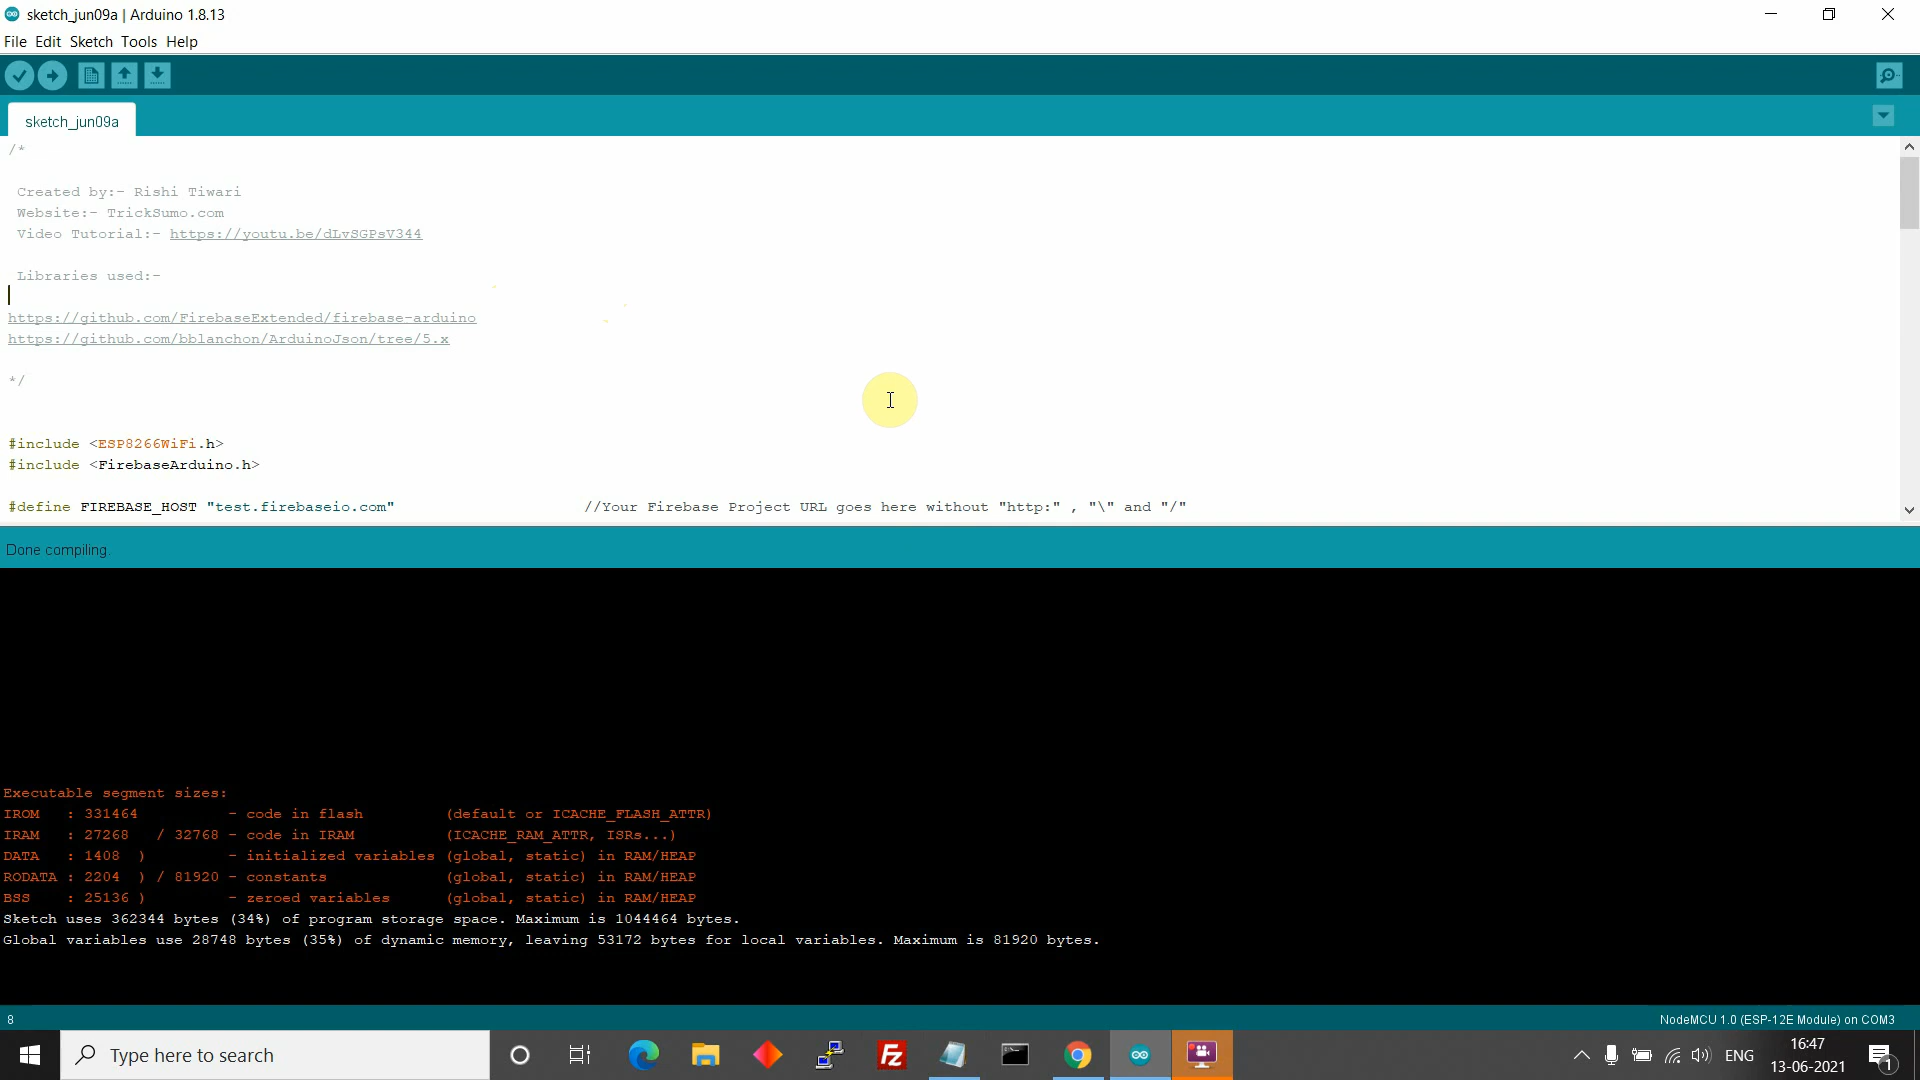 sketch_jun09a | Arduino 1.8.13
File Edit Sketch Tools Help
sketch_jun09a
/*
Created by:- Rishi Tiwari
Website:- TrickSumo.com
Video Tutorial:- https://youtu.be/dLvSGPsV344
Libraries used:-
https://github.com/FirebaseExtended/firebase-arduino
https://github.com/bblanchon/ArduinoJson/tree/5.x
*/
#include <ESP8266WiFi.h>
#include <FirebaseArduino.h>
#define FIREBASE_HOST "test.firebaseio.com" //Your Firebase Project URL goes here without "http:" , "\" and "/"
Done compiling.
Executable segment sizes:
IROM : 331464 - code in flash (default or ICACHE_FLASH_ATTR)
IRAM : 27268 / 32768 - code in IRAM (ICACHE_RAM_ATTR, ISRs...)
DATA : 1408 ) - initialized variables (global, static) in RAM/HEAP
RODATA : 2204 ) / 81920 - constants (global, static) in RAM/HEAP
BSS : 25136 ) - zeroed variables (global, static) in RAM/HEAP
Sketch uses 362344 bytes (34%) of program storage space. Maximum is 1044464 bytes.
Global variables use 28748 bytes (35%) of dynamic memory, leaving 53172 bytes for local variables. Maximum is 81920 bytes.
8 NodeMCU 1.0 (ESP-12E Module) on COM3
Type here to search
Fz
ENG
16:47
13-06-2021
1